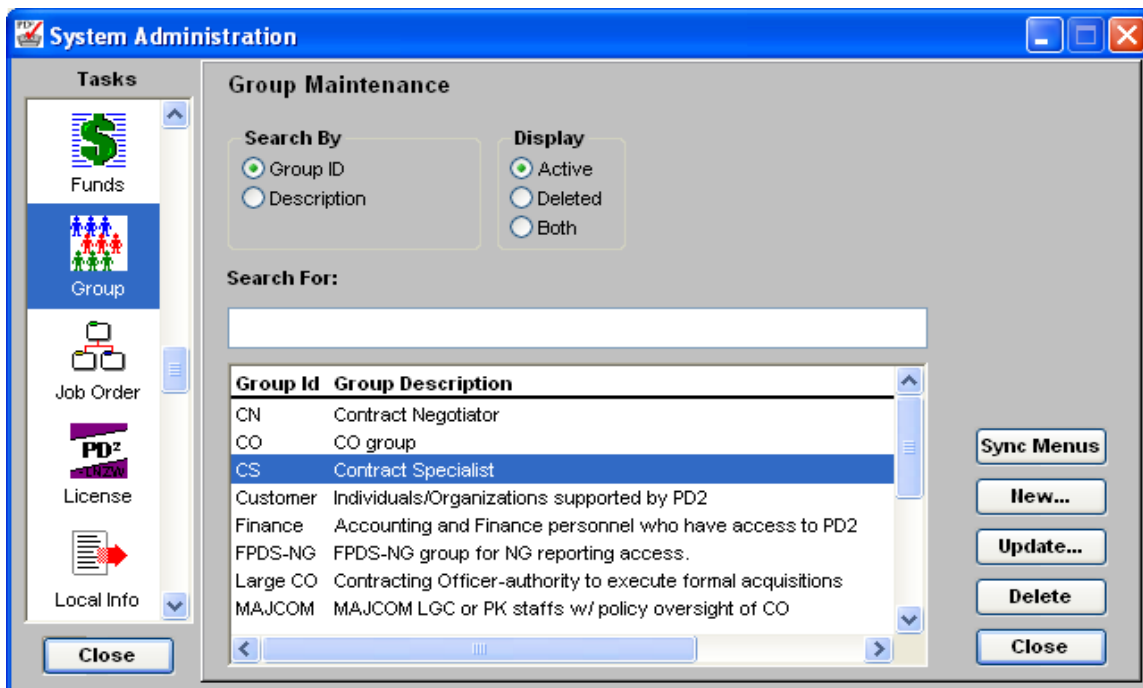 System Administration
Tasks
Funds
Group
Job Order
PD²
License
Local Info
Close
Group Maintenance
Search By
Group ID
Description
Display
Active
Deleted
Both
Search For:
Group Id Group Description
CN Contract Negotiator
CO CO group
CS Contract Specialist
Customer Individuals/Organizations supported by PD2
Finance Accounting and Finance personnel who have access to PD2
FPDS-NG FPDS-NG group for NG reporting access.
Large CO Contracting Officer-authority to execute formal acquisitions
MAJCOM MAJCOM LGC or PK staffs w/ policy oversight of CO
Sync Menus
New...
Update...
Delete
Close